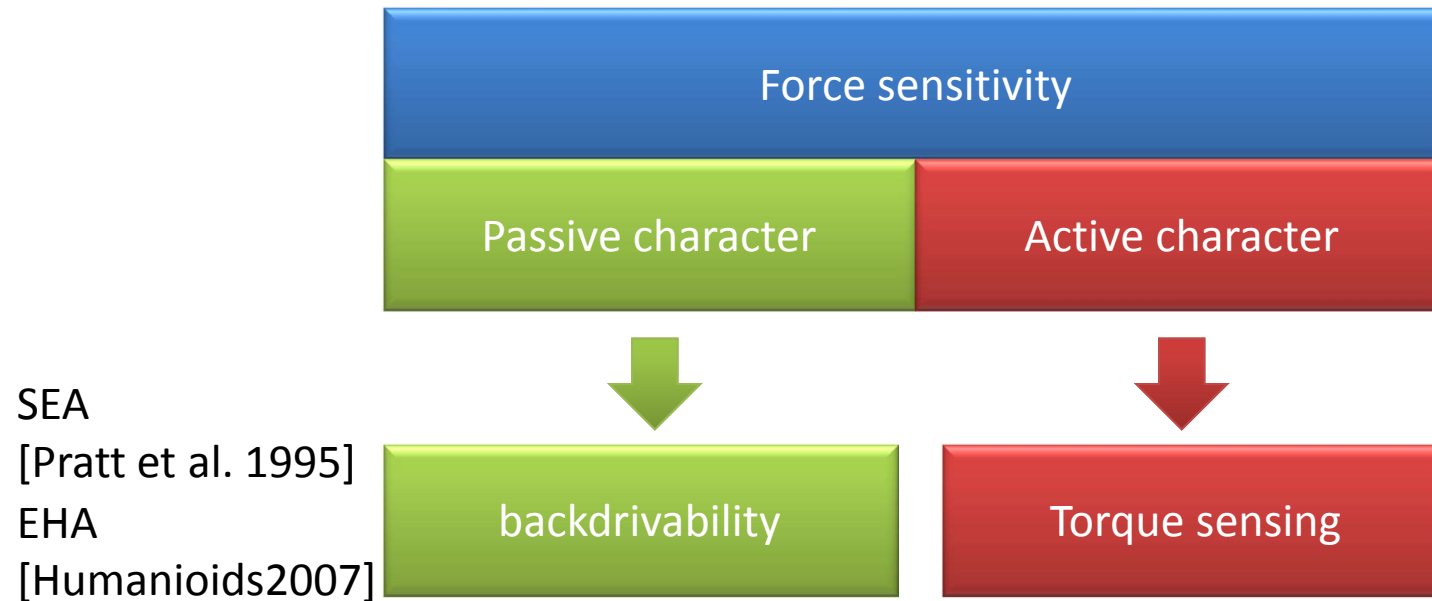 Force sensitivity
Passive character
Active character
SEA
[Pratt et al. 1995]
EHA
[Humanioids2007]
backdrivability
Torque sensing